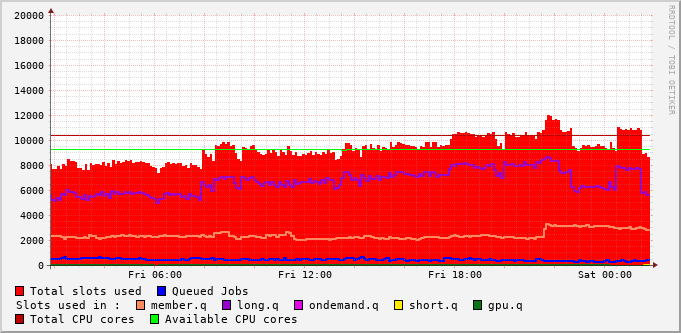 20000
18000
16000
14000
12000
10000
8000
6000
4000
2000
0
Fri 06:00 Fri 12:00 Fri 18:00 Sat 00:00
RRDTOOL / TOBI OETIKER
Total slots used Queued Jobs
Slots used in : member.q long.q ondemand.q short.q gpu.q
Total CPU cores Available CPU cores